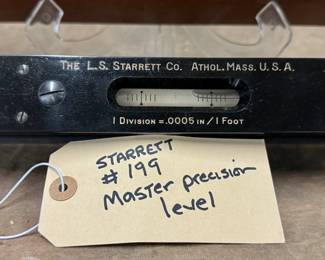 THE L.S. STARRETT CO. ATHOL, MASS. U.S.A.
1 DIVISION = .0005 IN / 1 FOOT
STARRETT
# 199
Master precision
level